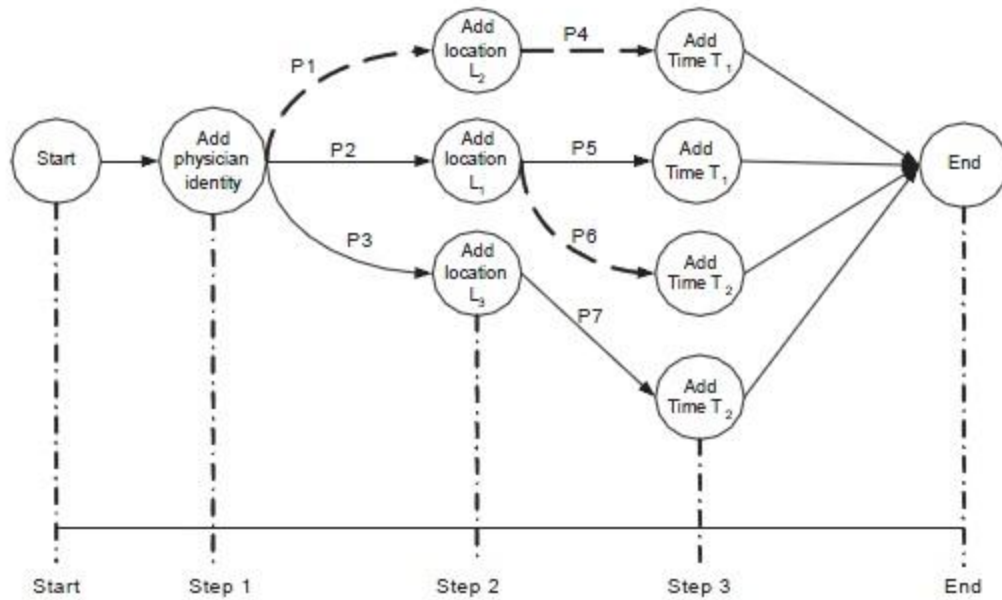 Start
Add
physician
identity
P1
P2
P3
Add
location
L2
Add
location
L1
Add
location
L3
P4
P5
P6
P7
Add
Time T1
Add
Time T1
Add
Time T2
Add
Time T2
End
Start
Step 1
Step 2
Step 3
End